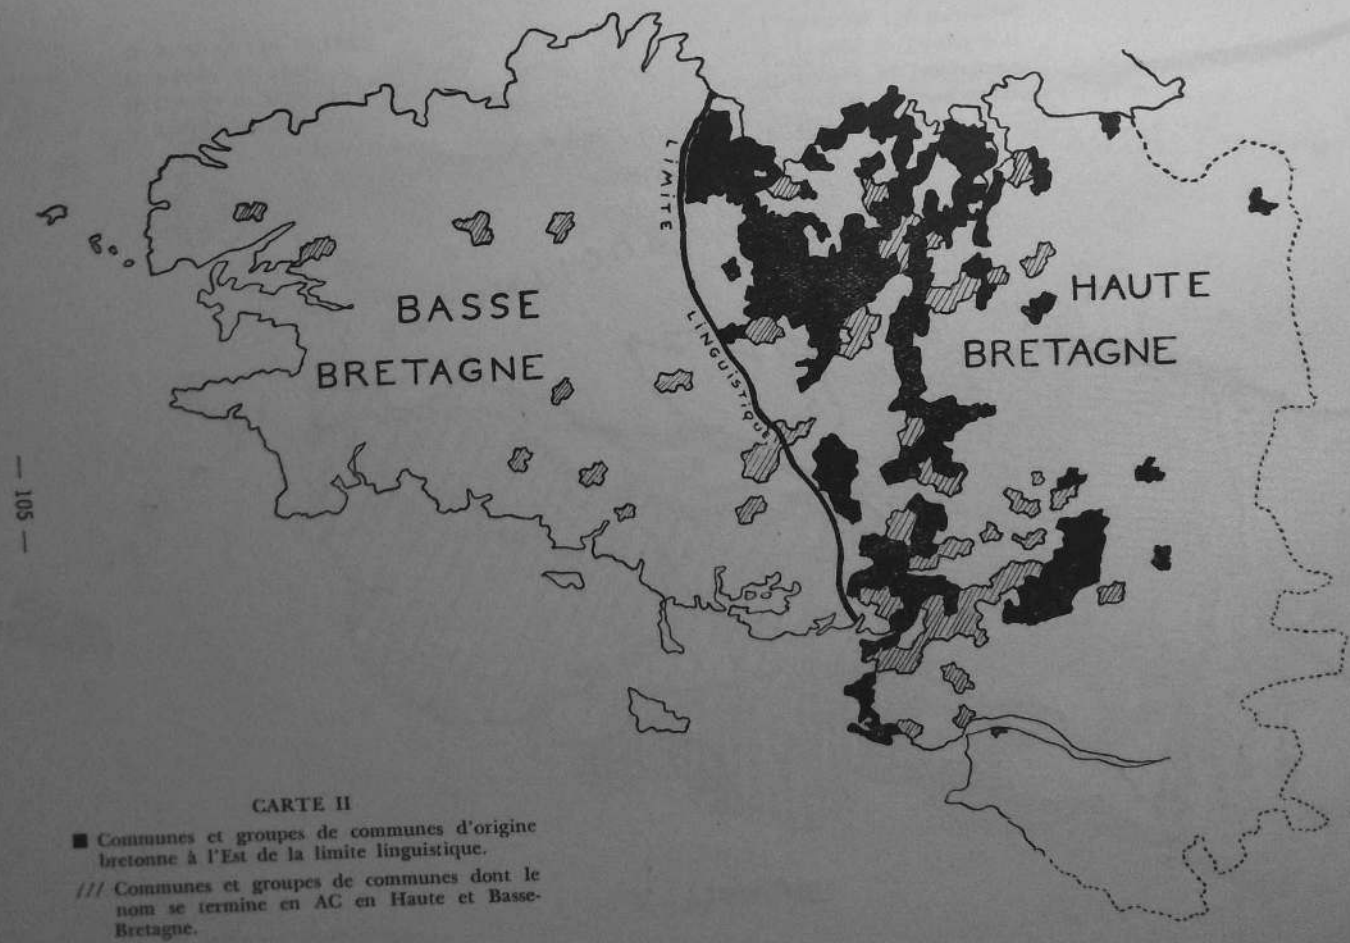 LIMITE
LINGUISTIQUE
BASSE
BRETAGNE
HAUTE
BRETAGNE
— 105 —
CARTE II
■ Communes et groupes de communes d'origine
bretonne à l'Est de la limite linguistique.
/// Communes et groupes de communes dont le
nom se termine en AC en Haute et Basse-
Bretagne.